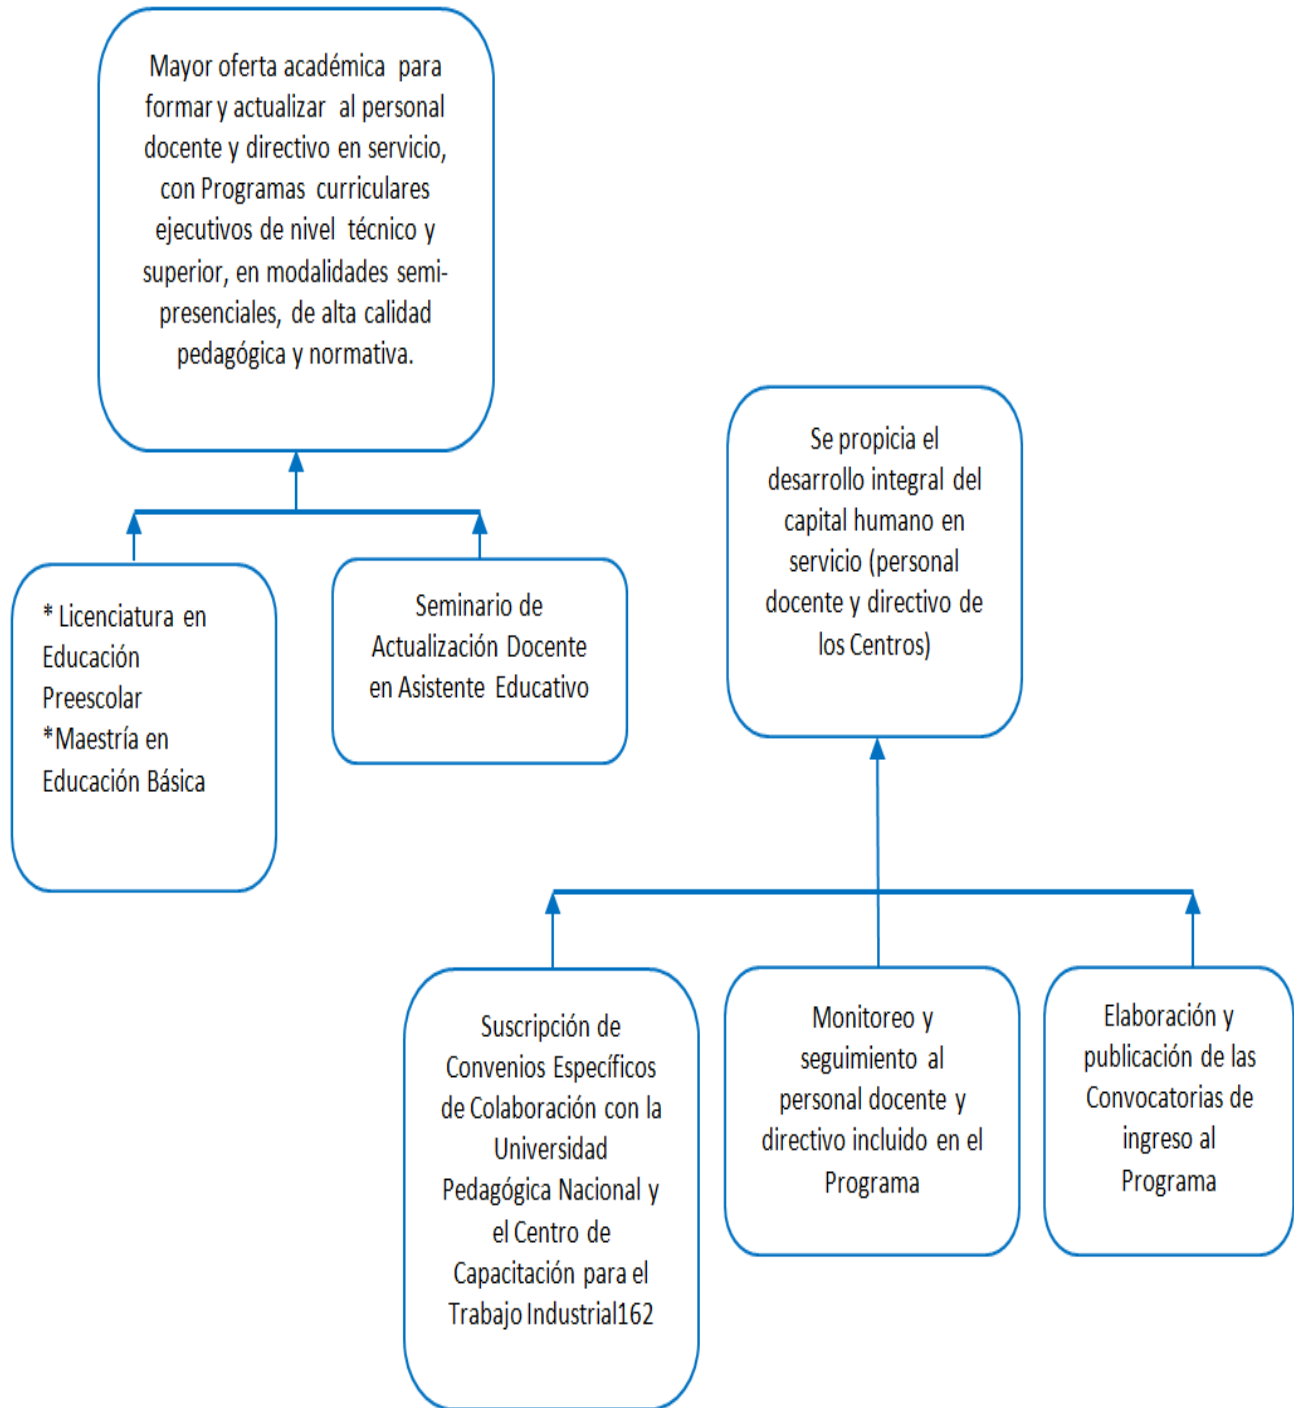 Mayor oferta académica para
formar y actualizar al personal
docente y directivo en servicio,
con Programas curriculares
ejecutivos de nivel técnico y
superior, en modalidades semi-
presenciales, de alta calidad
pedagógica y normativa.
* Licenciatura en
Educación
Preescolar
*Maestría en
Educación Básica
Seminario de
Actualización Docente
en Asistente Educativo
Se propicia el
desarrollo integral del
capital humano en
servicio (personal
docente y directivo de
los Centros)
Suscripción de
Convenios Específicos
de Colaboración con la
Universidad
Pedagógica Nacional y
el Centro de
Capacitación para el
Trabajo Industrial162
Monitoreo y
seguimiento al
personal docente y
directivo incluido en el
Programa
Elaboración y
publicación de las
Convocatorias de
ingreso al
Programa